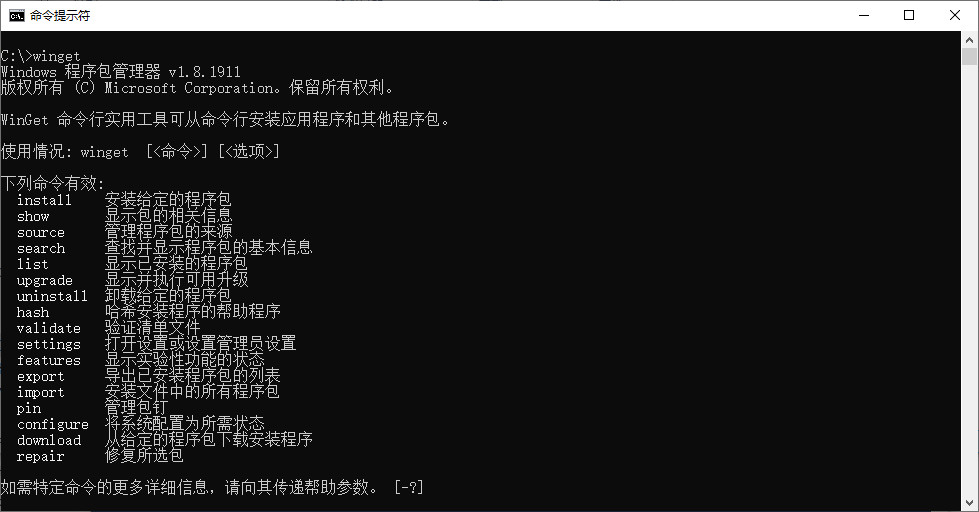 命令提示符
C:\>winget
Windows 程序包管理器 v1.8.1911
版权所有 (C) Microsoft Corporation。保留所有权利。
WinGet 命令行实用工具可从命令行安装应用程序和其他程序包。
使用情况: winget  [<命令>] [<选项>]
下列命令有效:
  install    安装给定的程序包
  show       显示包的相关信息
  source     管理程序包的来源
  search     查找并显示程序包的基本信息
  list       显示已安装的程序包
  upgrade    显示并执行可用升级
  uninstall  卸载给定的程序包
  hash       哈希安装程序的帮助程序
  validate   验证清单文件
  settings   打开设置或设置管理员设置
  features   显示实验性功能的状态
  export     导出已安装程序包的列表
  import     安装文件中的所有程序包
  pin        管理包钉
  configure  将系统配置为所需状态
  download   从给定的程序包下载安装程序
  repair     修复所选包
如需特定命令的更多详细信息，请向其传递帮助参数。 [-?]